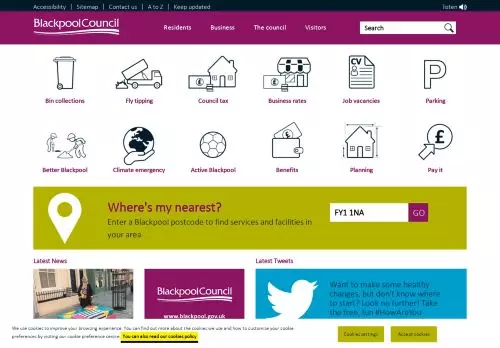 Accessibility | Sitemap | Contact us | A to Z | Keep updated
listen
BlackpoolCouncil
Residents Business The council Visitors
Search
CV
Bin collections Fly tipping Council tax Business rates Job vacancies Parking
Better Blackpool Climate emergency Active Blackpool Benefits Planning Pay it
Where's my nearest?
Enter a Blackpool postcode to find services and facilities in
your area
FY1 1NA GO
Latest News Latest Tweets
BlackpoolCouncil
www.blackpool.gov.uk
Want to make some healthy
changes, but don't know where
to start? Look no further! Take
the free, fun #HowAreYou
We use cookies to improve your browsing experience. You can find out more about the cookies we use and how to customise your cookie
preferences by visiting our cookie preference centre. You can also read our cookies policy
Cookies settings Accept cookies